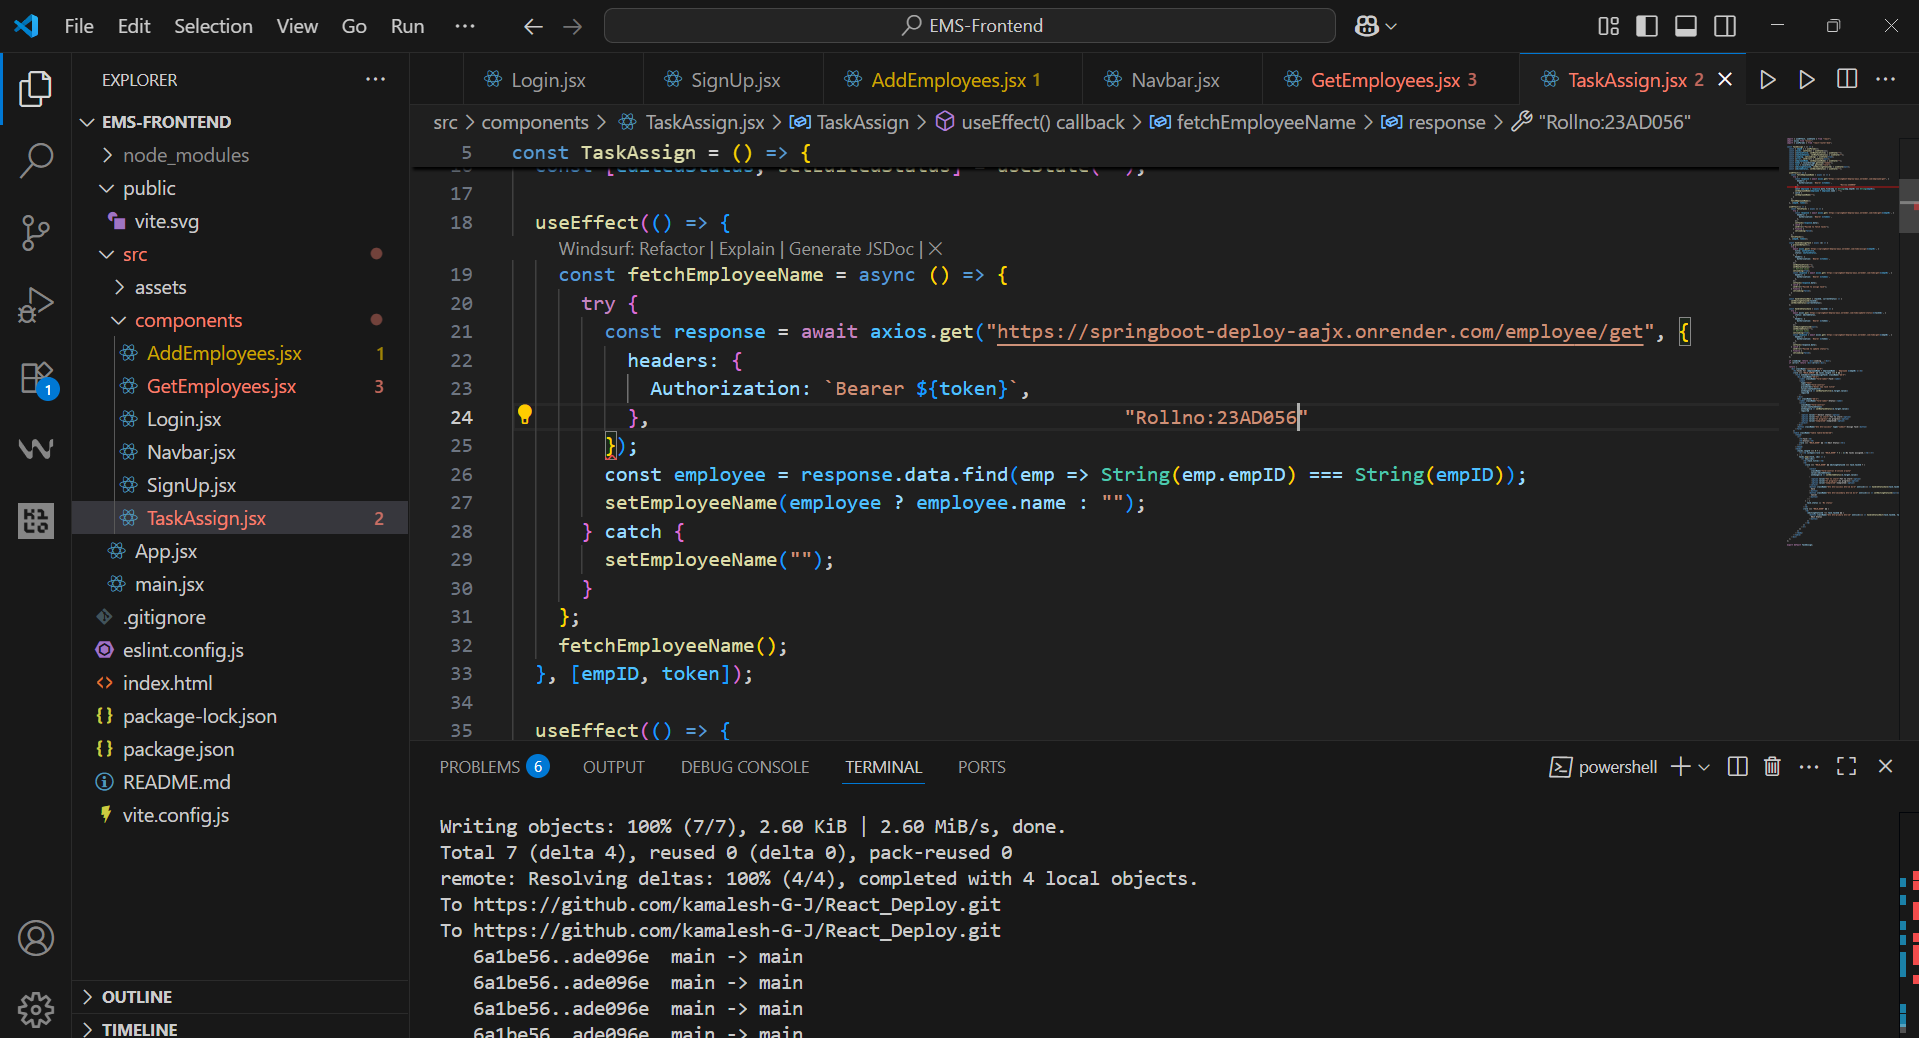 File Edit Selection View Go Run ··· EMS-Frontend
EXPLORER ···
EMS-FRONTEND
node_modules
public
vite.svg
src
assets
components
AddEmployees.jsx 1
GetEmployees.jsx 3
Login.jsx
Navbar.jsx
SignUp.jsx
TaskAssign.jsx 2
App.jsx
main.jsx
.gitignore
eslint.config.js
index.html
package-lock.json
package.json
README.md
vite.config.js
OUTLINE
TIMELINE
1
Login.jsx SignUp.jsx AddEmployees.jsx 1 Navbar.jsx GetEmployees.jsx 3 TaskAssign.jsx 2
src > components > TaskAssign.jsx > TaskAssign > useEffect() callback > fetchEmployeeName > response > "Rollno:23AD056"
5 const TaskAssign = () => {
17
18 useEffect(() => {
Windsurf: Refactor | Explain | Generate JSDoc | X
19 const fetchEmployeeName = async () => {
20 try {
21 const response = await axios.get("https://springboot-deploy-aajx.onrender.com/employee/get", {
22 headers: {
23 Authorization: `Bearer ${token}`,
24 }, "Rollno:23AD056"
25 });
26 const employee = response.data.find(emp => String(emp.empID) === String(empID));
27 setEmployeeName(employee ? employee.name : "");
28 } catch {
29 setEmployeeName("");
30 }
31 };
32 fetchEmployeeName();
33 }, [empID, token]);
34
35 useEffect(() => {
PROBLEMS 6 OUTPUT DEBUG CONSOLE TERMINAL PORTS powershell
Writing objects: 100% (7/7), 2.60 KiB | 2.60 MiB/s, done.
Total 7 (delta 4), reused 0 (delta 0), pack-reused 0
remote: Resolving deltas: 100% (4/4), completed with 4 local objects.
To https://github.com/kamalesh-G-J/React_Deploy.git
To https://github.com/kamalesh-G-J/React_Deploy.git
6a1be56..ade096e main -> main
6a1be56..ade096e main -> main
6a1be56..ade096e main -> main
6a1be56..ade096e main -> main